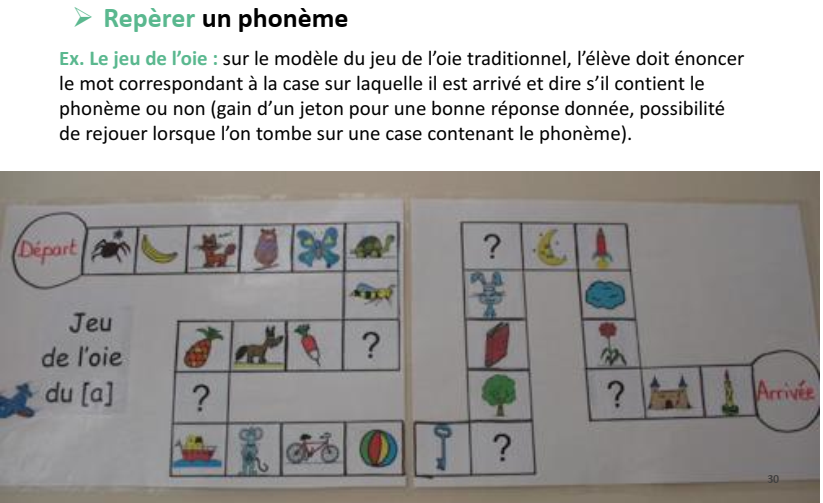 ➢ Repèrer un phonème
Ex. Le jeu de l'oie : sur le modèle du jeu de l'oie traditionnel, l'élève doit énoncer
le mot correspondant à la case sur laquelle il est arrivé et dire s'il contient le
phonème ou non (gain d'un jeton pour une bonne réponse donnée, possibilité
de rejouer lorsque l'on tombe sur une case contenant le phonème).
Départ
?
?
Jeu
de l'oie
du [a]
?
?
?
Arrivée
30